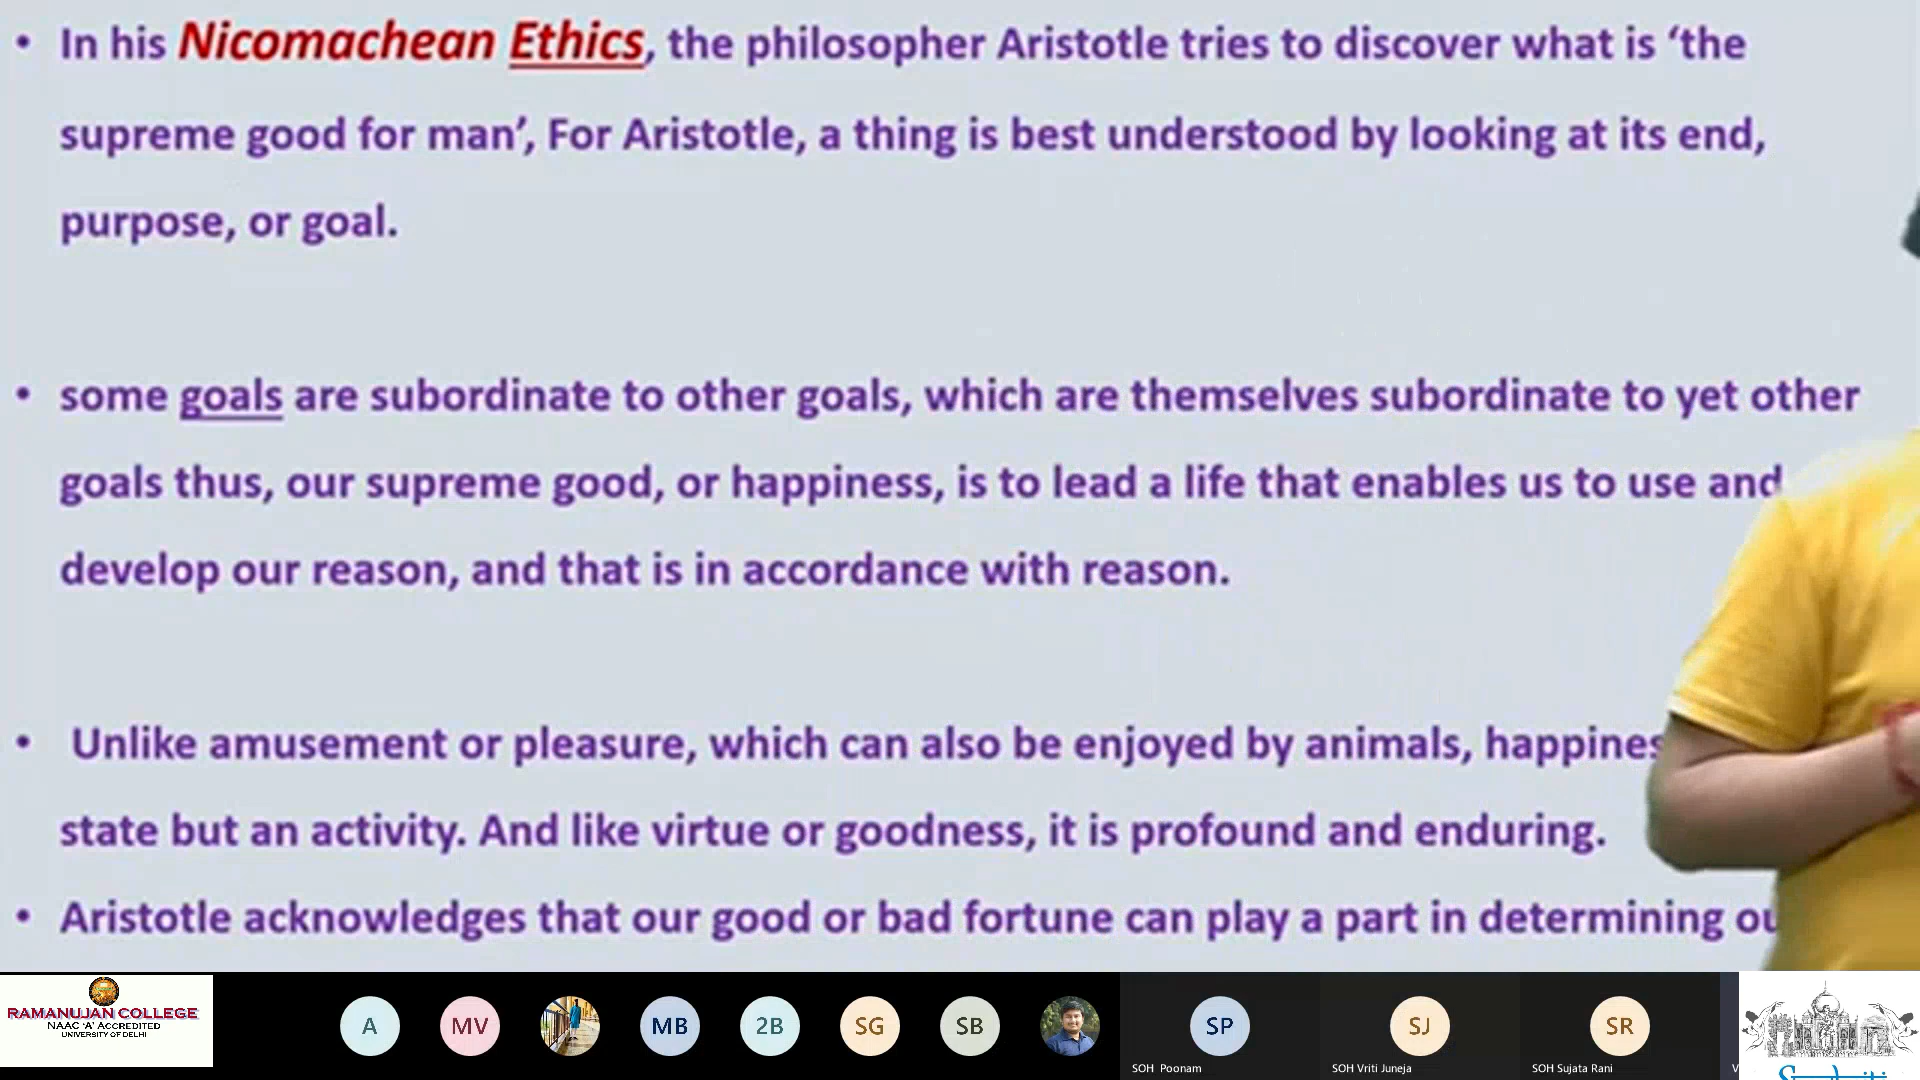 • In his Nicomachean Ethics, the philosopher Aristotle tries to discover what is ‘the
supreme good for man’, For Aristotle, a thing is best understood by looking at its end,
purpose, or goal.
• some goals are subordinate to other goals, which are themselves subordinate to yet other
goals thus, our supreme good, or happiness, is to lead a life that enables us to use and
develop our reason, and that is in accordance with reason.
• Unlike amusement or pleasure, which can also be enjoyed by animals,
state but an activity. And like virtue or goodness, it is profound and enduring.
• Aristotle acknowledges that our good or bad fortune can play a part in determining
RAMANUJAN COLLEGE
NAAC ‘A’ ACCREDITED
UNIVERSITY OF DELHI
A
MV
MB
2B
SG
SB
SP
SJ
SR
SOH Poonam
SOH Vriti Juneja
SOH Sujata Rani